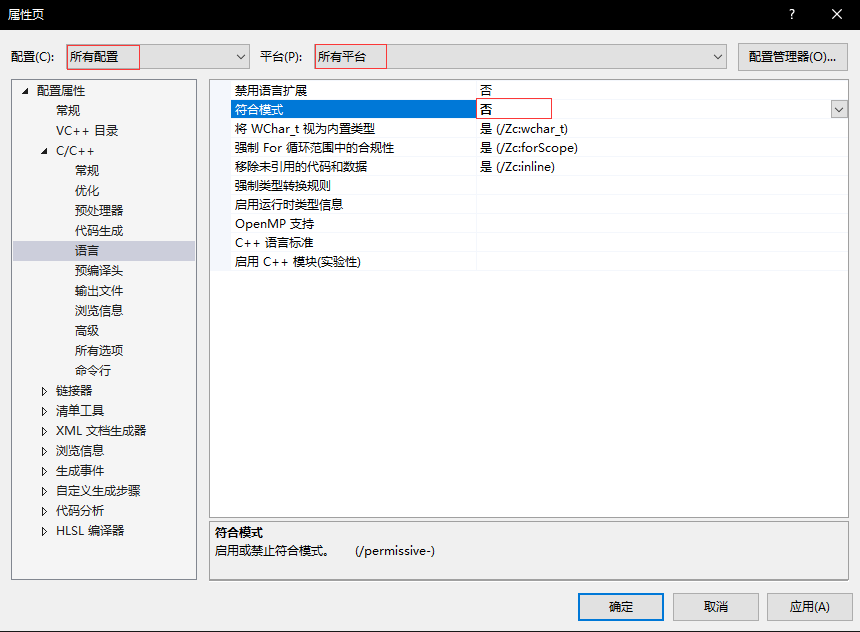 属性页
配置(C): 所有配置 平台(P): 所有平台 配置管理器(O)...
配置属性
常规
VC++ 目录
C/C++
常规
优化
预处理器
代码生成
语言
预编译头
输出文件
浏览信息
高级
所有选项
命令行
链接器
清单工具
XML 文档生成器
浏览信息
生成事件
自定义生成步骤
代码分析
HLSL 编译器
禁用语言扩展 否
符合模式 否
将 WChar_t 视为内置类型 是 (/Zc:wchar_t)
强制 For 循环范围中的合规性 是 (/Zc:forScope)
移除未引用的代码和数据 是 (/Zc:inline)
强制类型转换规则
启用运行时类型信息
OpenMP 支持
C++ 语言标准
启用 C++ 模块(实验性)
符合模式
启用或禁止符合模式。 (/permissive-)
确定 取消 应用(A)